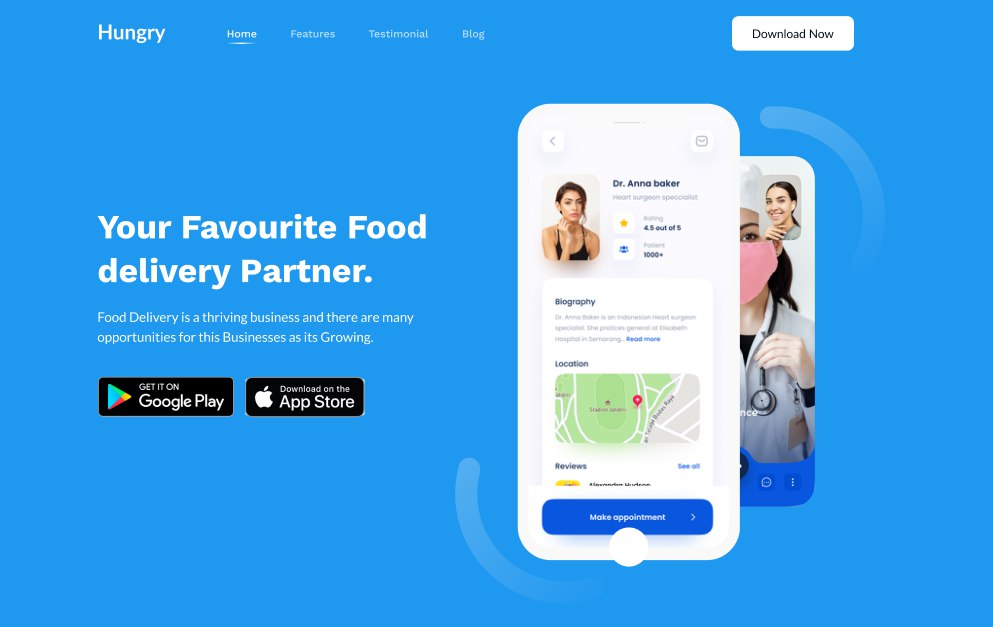 Hungry
Home
Features
Testimonial
Blog
Download Now
Your Favourite Food
delivery Partner.
Food Delivery is a thriving business and there are many
opportunities for this Businesses as its Growing.
GET IT ON
Google Play
Download on the
App Store
Dr. Anna baker
Heart surgeon speccialist
Rating
4.5 out of 5
Patient
1000+
Biography
Dr. Anna Baker is an Indonesian Heart surgeon
specialist. She pratices general at Elisabeth
Hospital in Semarang... Read more
Location
Stadion Jatidiri
Reviews
See all
Alexandra Hudson
Make appointment
nce